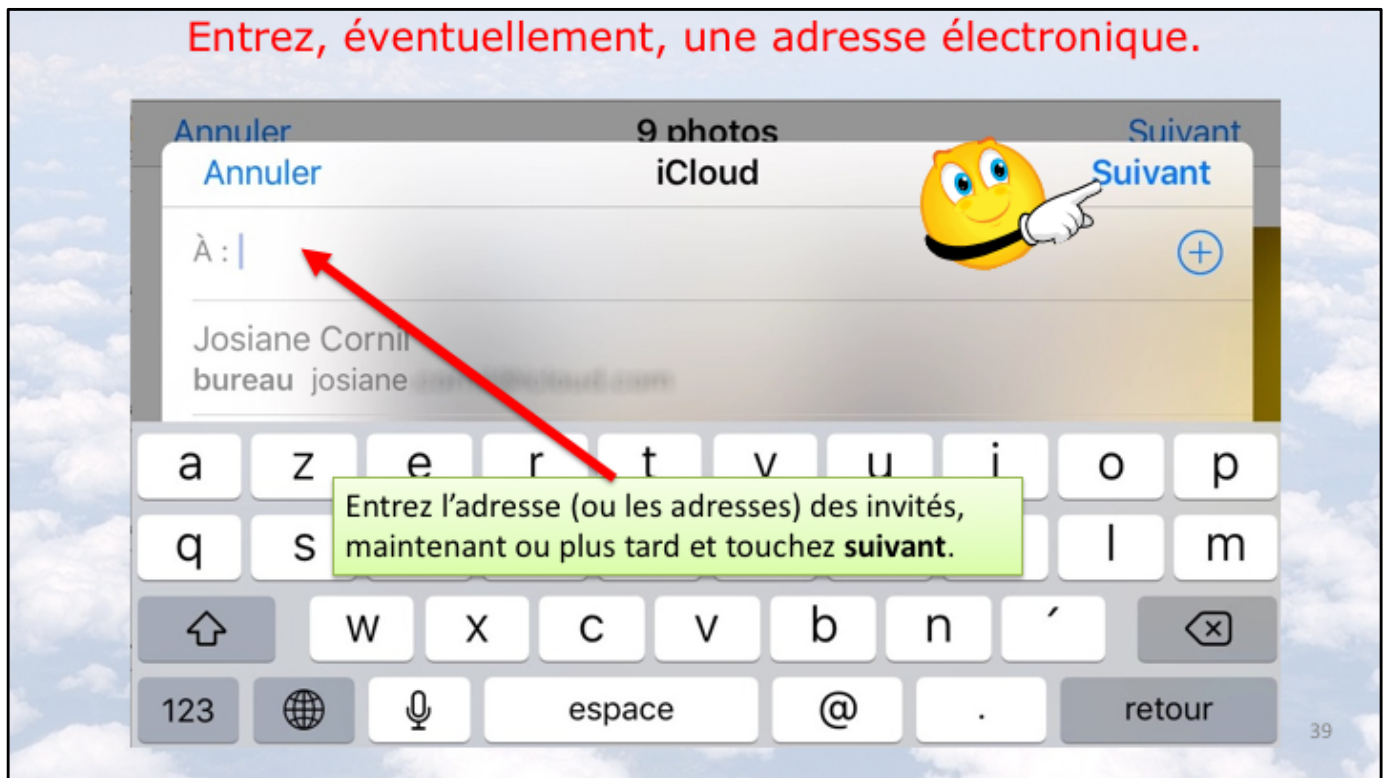 Entrez, éventuellement, une adresse électronique.
Annuler 9 photos Suivant
Annuler iCloud Suivant
À :
Josiane Cornil
bureau josiane
a z e r t y u i o p
Entrez l’adresse (ou les adresses) des invités,
maintenant ou plus tard et touchez suivant.
q s l m
w x c v b n ´
123 espace @ . retour
39